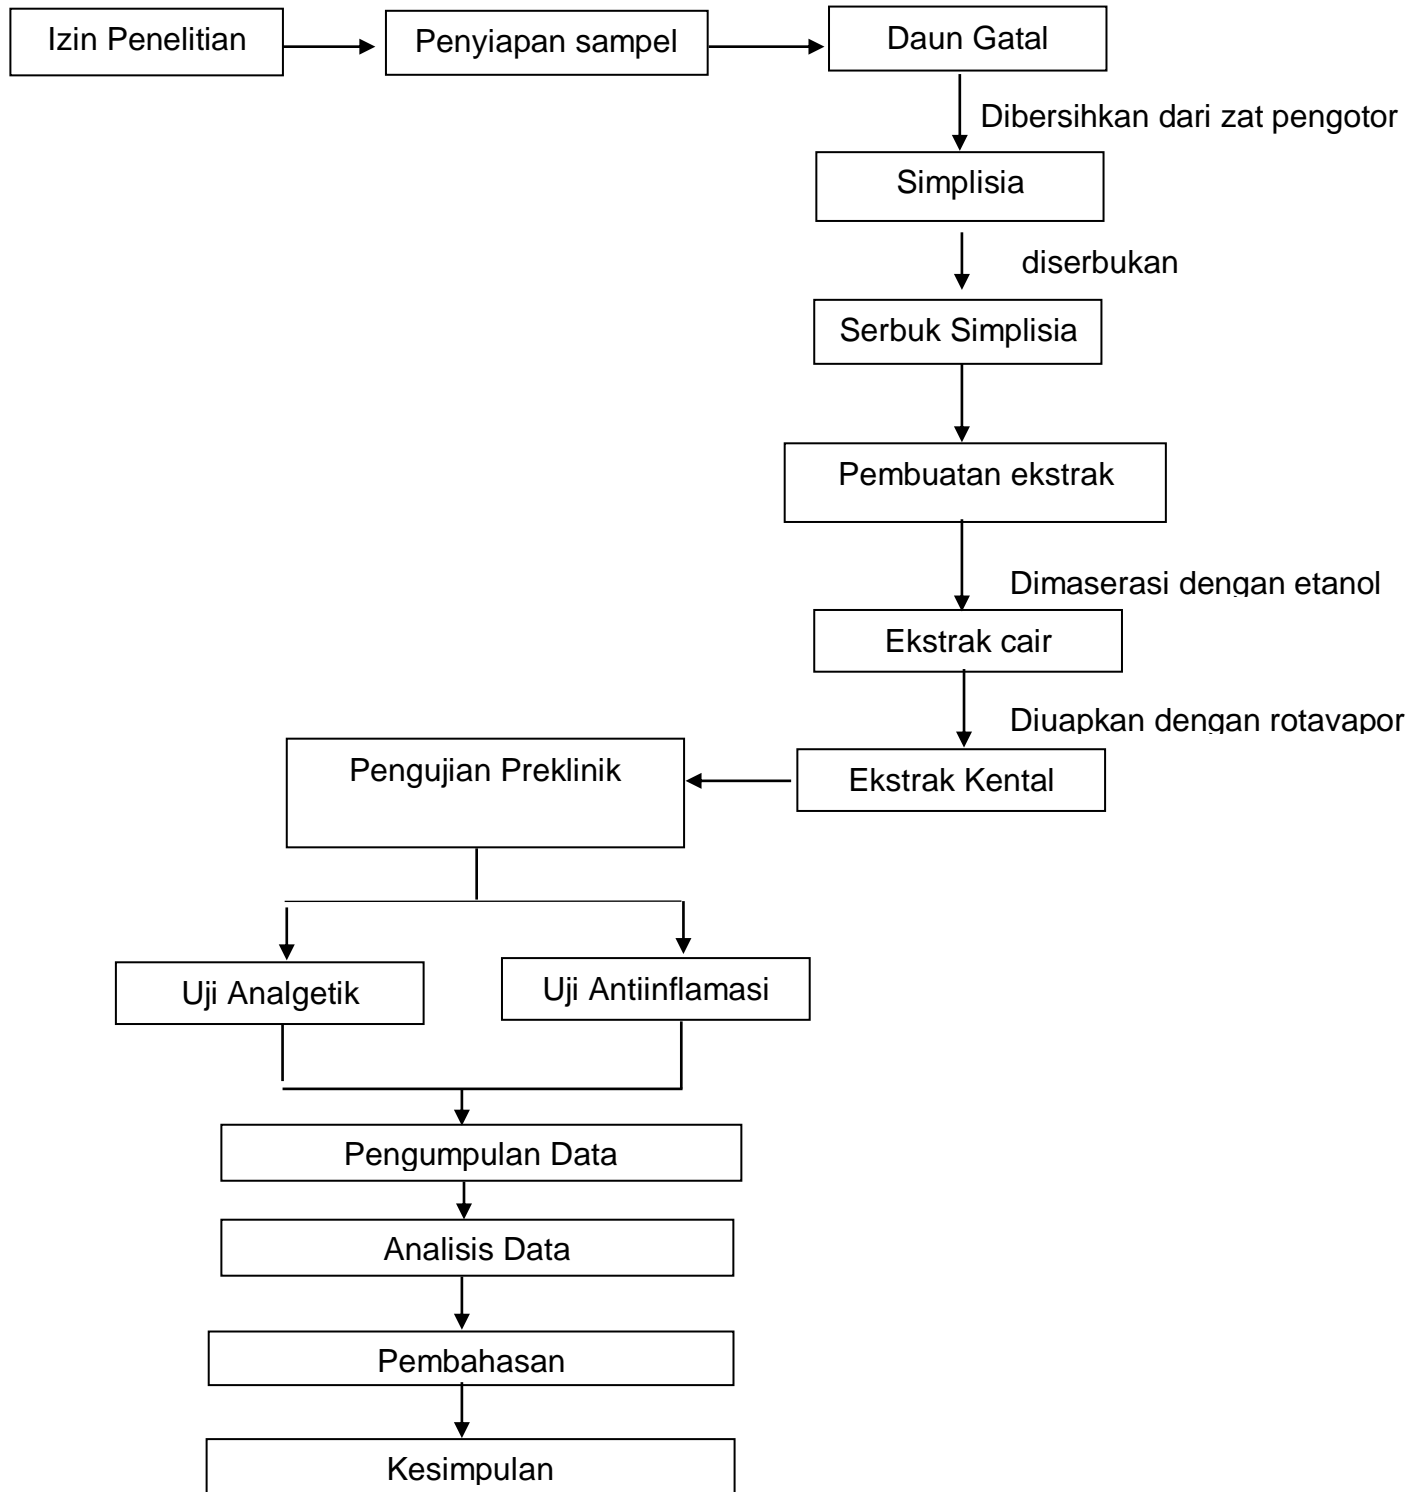 Izin Penelitian
Penyiapan sampel
Daun Gatal
Dibersihkan dari zat pengotor
Simplisia
diserbukan
Serbuk Simplisia
Pembuatan ekstrak
Dimaserasi dengan etanol
Ekstrak cair
Diuapkan dengan rotavapor
Ekstrak Kental
Pengujian Preklinik
Uji Analgetik
Uji Antiinflamasi
Pengumpulan Data
Analisis Data
Pembahasan
Kesimpulan